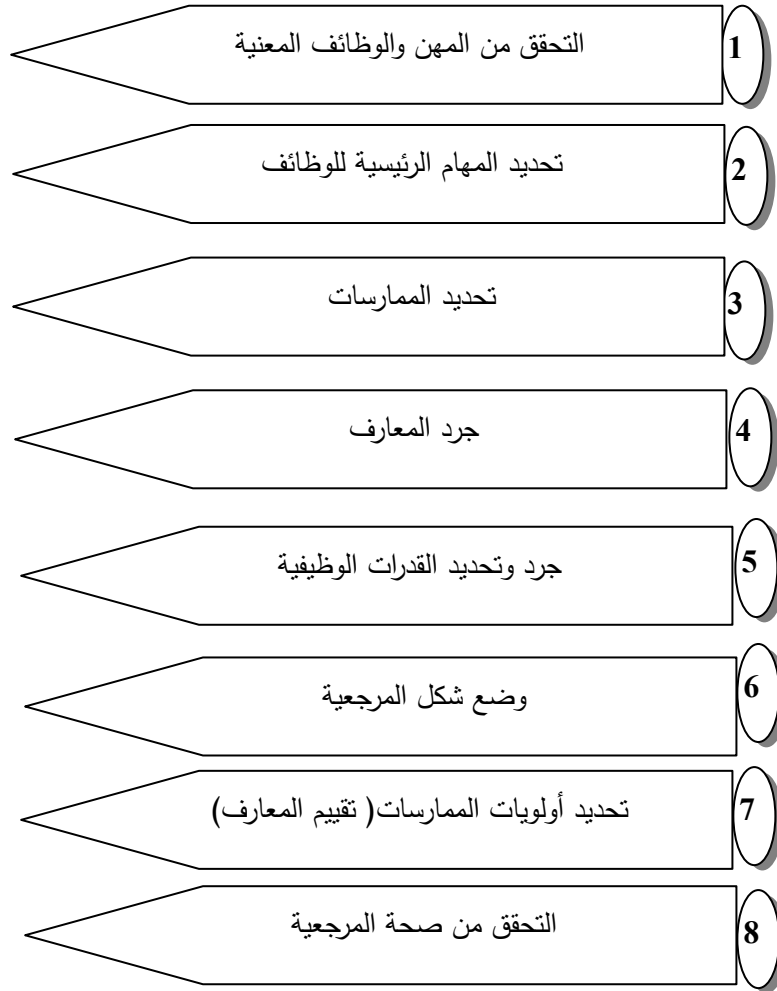 1 التحقق من المهن والوظائف المعنية
2 تحديد المهام الرئيسية للوظائف
3 تحديد الممارسات
4 جرد المعارف
5 جرد وتحديد القدرات الوظيفية
6 وضع شكل المرجعية
7 تحديد أولويات الممارسات( تقييم المعارف)
8 التحقق من صحة المرجعية